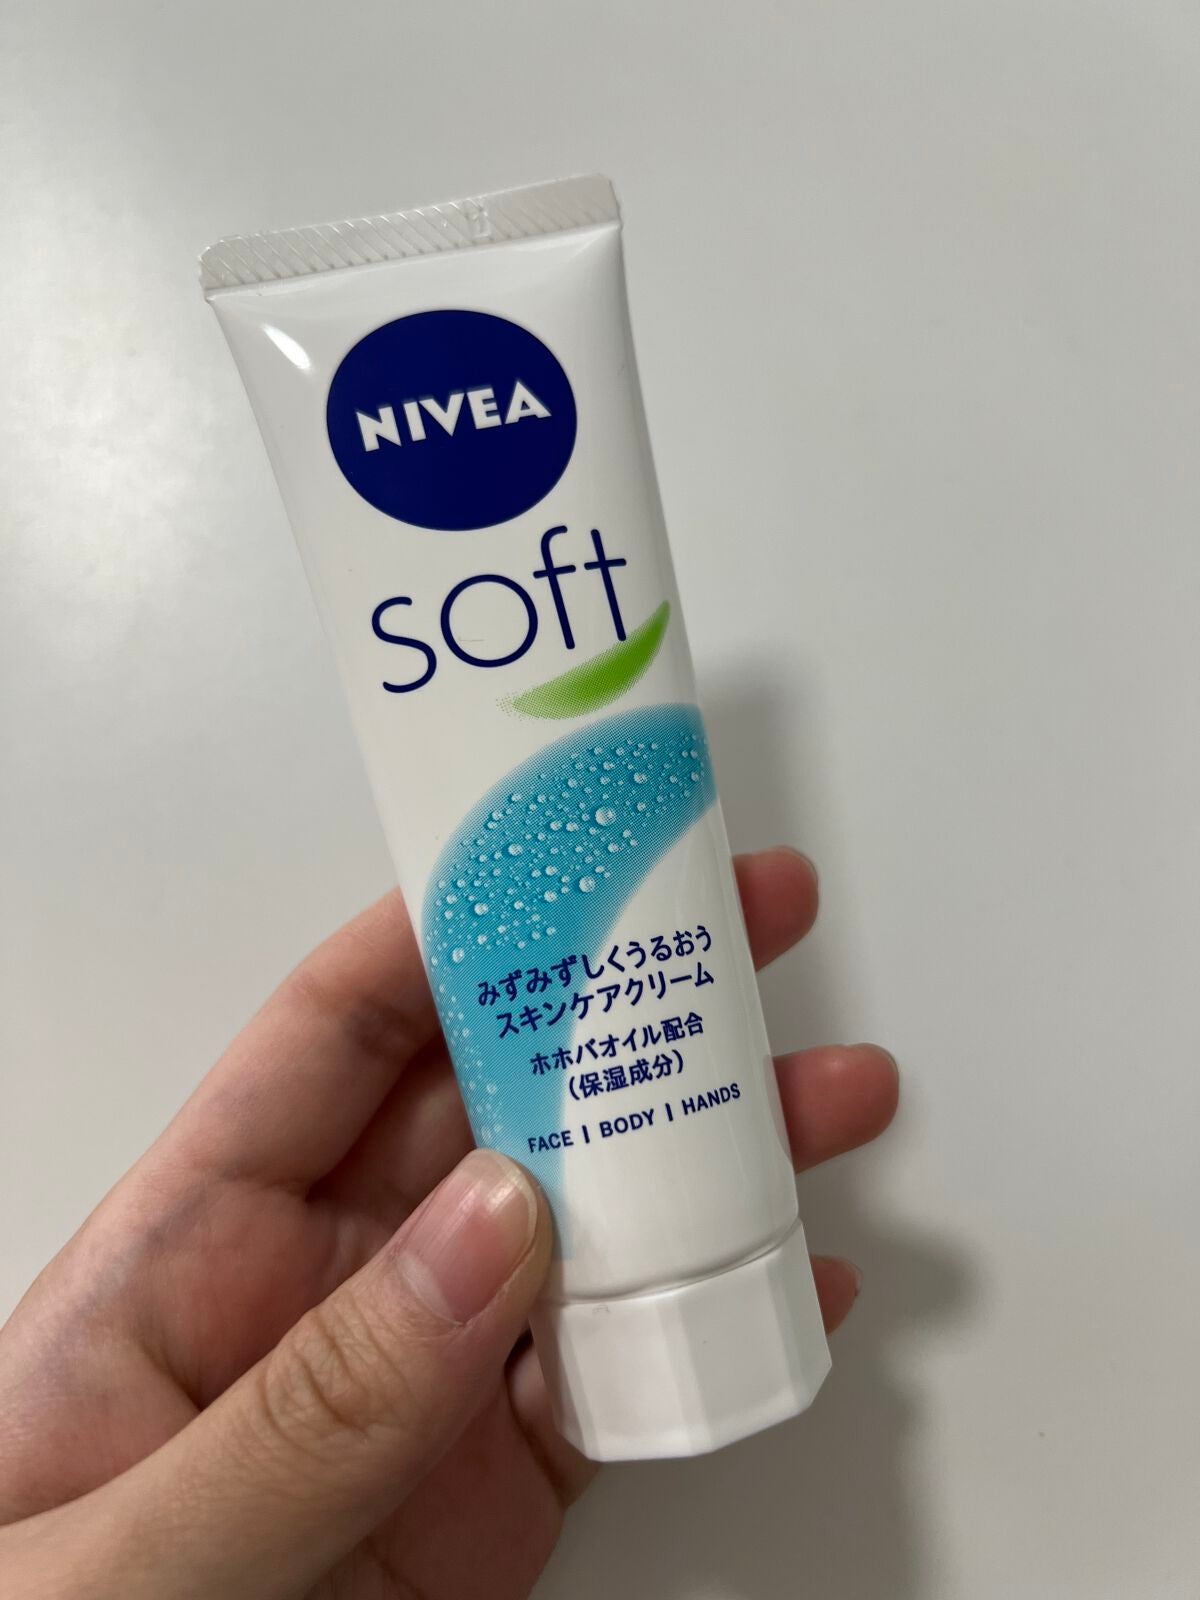 NIVEA
soft
みずみずしくうるおう
スキンケアクリーム
ホホバオイル配合
（保湿成分）
FACE | BODY | HANDS